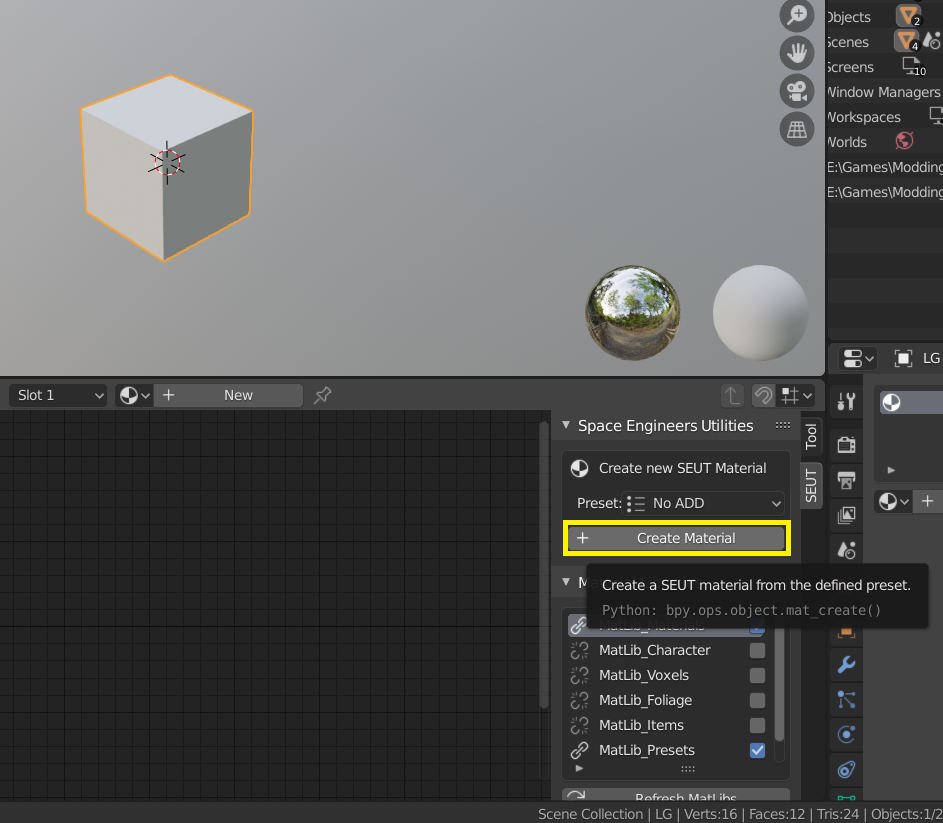 Objects 2
Scenes 4
Screens 10
Window Managers
Workspaces
Worlds
E:\Games\Modding
E:\Games\Modding
LG
Slot 1
New
Space Engineers Utilities
Tool
SEUT
Create new SEUT Material
Preset: No ADD
Create Material
Create a SEUT material from the defined preset.
Python: bpy.ops.object.mat_create()
MatLib_Materials
MatLib_Character
MatLib_Voxels
MatLib_Foliage
MatLib_Items
MatLib_Presets
Refresh MatLibs
Scene Collection | LG | Verts:16 | Faces:12 | Tris:24 | Objects:1/2